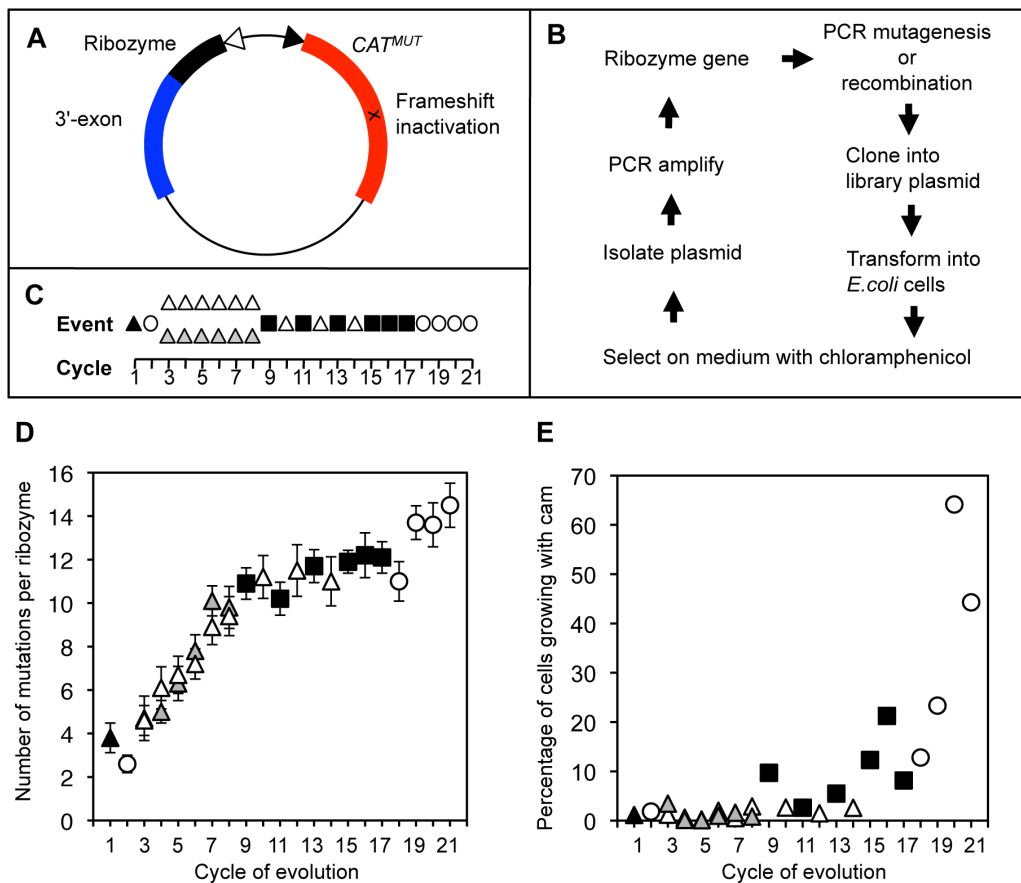 A
Ribozyme
CAT^MUT
3'-exon
Frameshift
inactivation
B
Ribozyme gene
PCR mutagenesis
or
recombination
PCR amplify
Clone into
library plasmid
Isolate plasmid
Transform into
E.coli cells
Select on medium with chloramphenicol
C
Event
Cycle
1 3 5 7 9 11 13 15 17 19 21
D
Number of mutations per ribozyme
16
14
12
10
8
6
4
2
0
1 3 5 7 9 11 13 15 17 19 21
Cycle of evolution
E
Percentage of cells growing with cam
70
60
50
40
30
20
10
0
1 3 5 7 9 11 13 15 17 19 21
Cycle of evolution